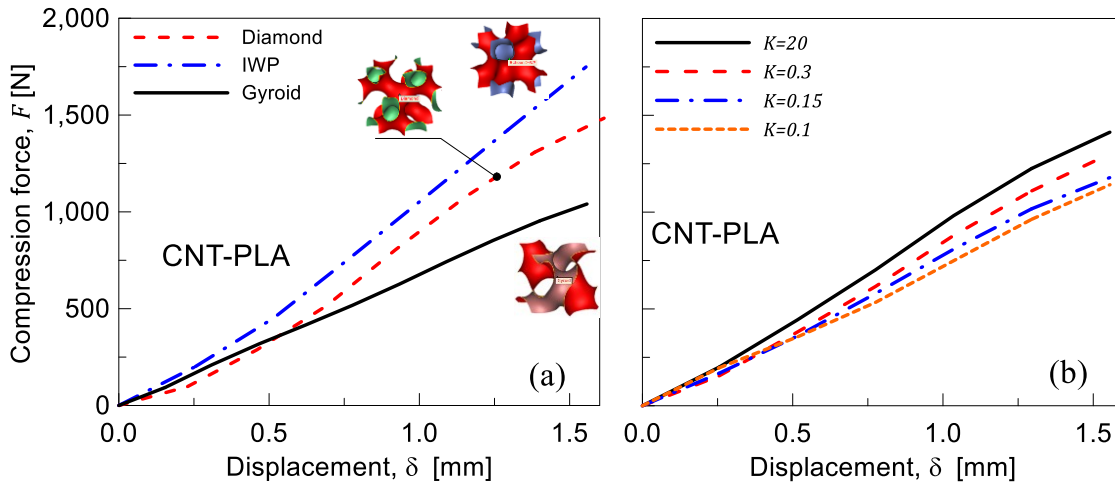 2,000
1,500
1,000
500
0
Compression force, F [N]
Diamond
IWP
Gyroid
CNT-PLA
(a)
0.0
0.5
1.0
1.5
Displacement, δ [mm]
K=20
K=0.3
K=0.15
K=0.1
CNT-PLA
(b)
0.0
0.5
1.0
1.5
Displacement, δ [mm]